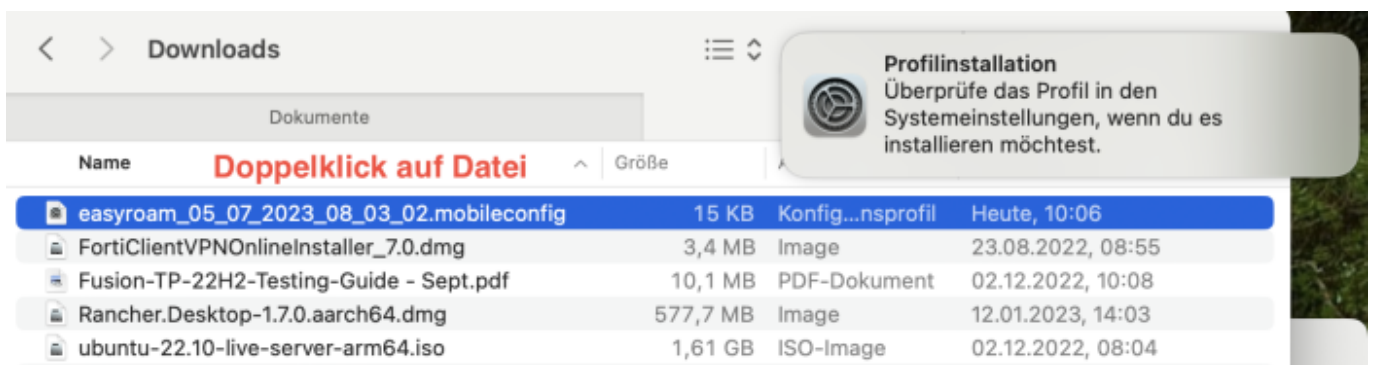 Downloads
Profilinstallation
Überprüfe das Profil in den
Systemeinstellungen, wenn du es
installieren möchtest.
Dokumente
Name Doppelklick auf Datei Größe
easyroam_05_07_2023_08_03_02.mobileconfig 15 KB Konfig...nsprofil Heute, 10:06
FortiClientVPNOnlineInstaller_7.0.dmg 3,4 MB Image 23.08.2022, 08:55
Fusion-TP-22H2-Testing-Guide - Sept.pdf 10,1 MB PDF-Dokument 02.12.2022, 10:08
Rancher.Desktop-1.7.0.aarch64.dmg 577,7 MB Image 12.01.2023, 14:03
ubuntu-22.10-live-server-arm64.iso 1,61 GB ISO-Image 02.12.2022, 08:04